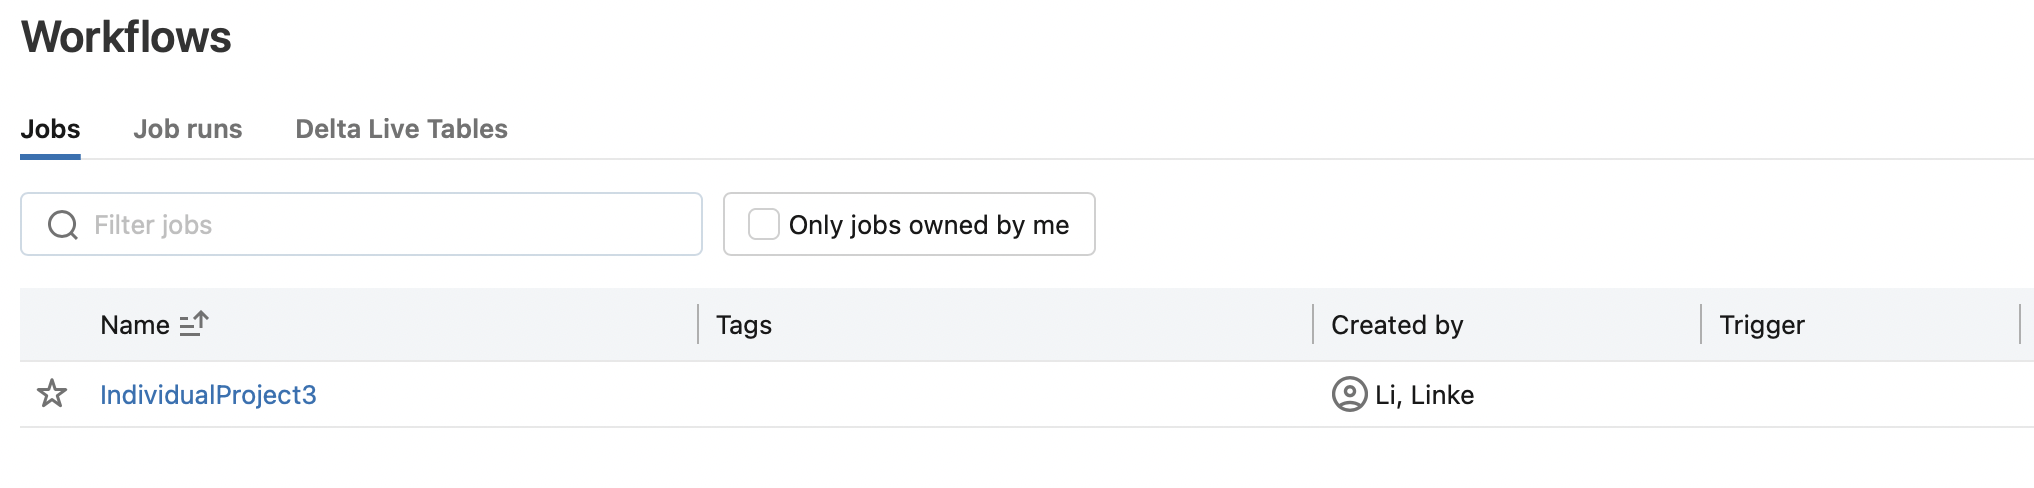 Workflows
Jobs Job runs Delta Live Tables
Filter jobs Only jobs owned by me
Name Tags Created by Trigger
IndividualProject3 Li, Linke